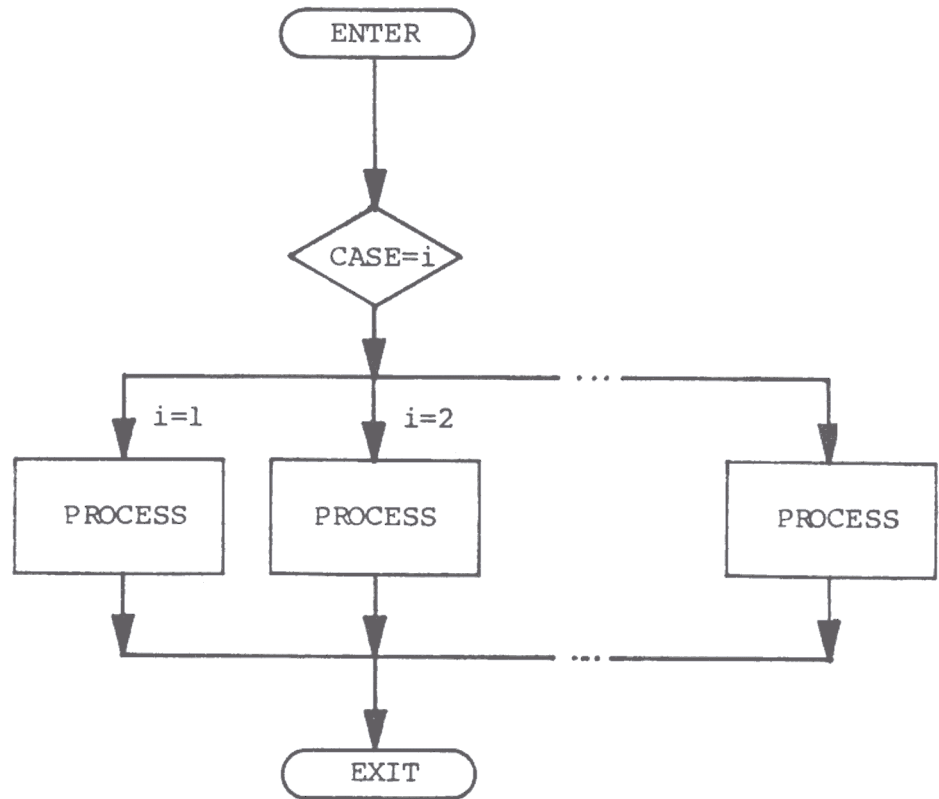 ENTER
CASE=i
...
i=1
i=2
PROCESS
PROCESS
PROCESS
...
EXIT